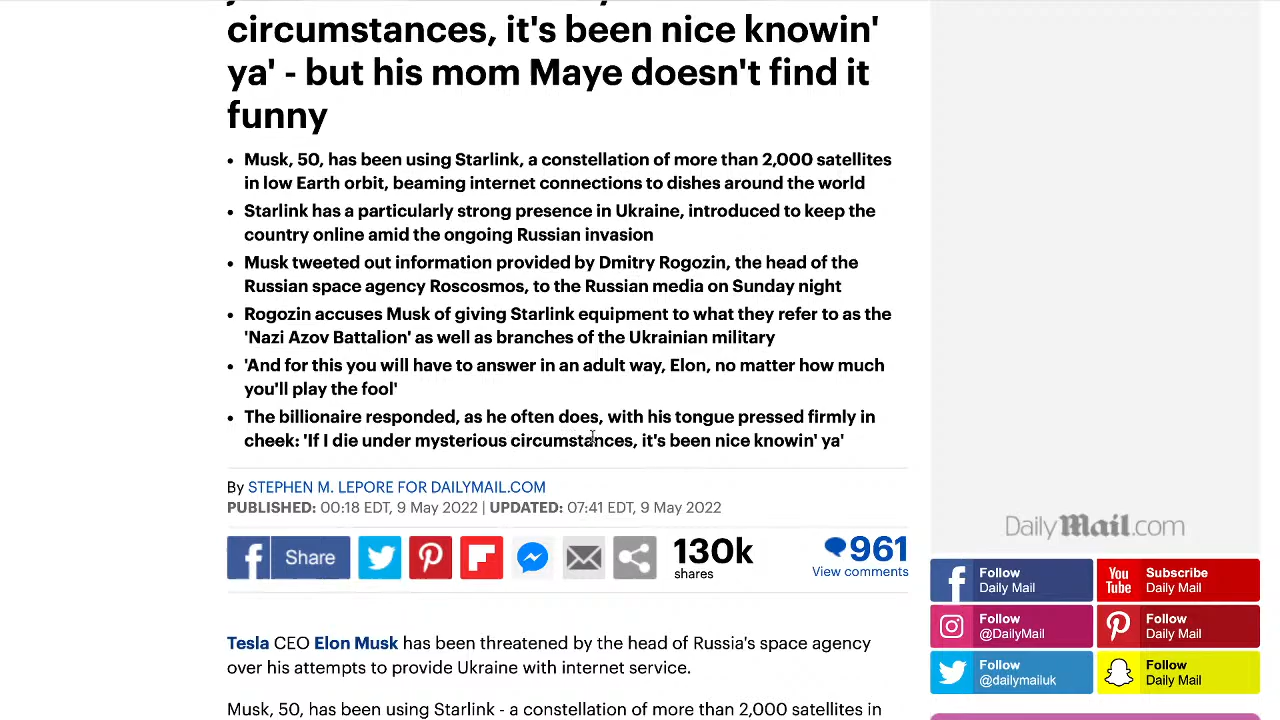 circumstances, it's been nice knowin'
ya' - but his mom Maye doesn't find it
funny
• Musk, 50, has been using Starlink, a constellation of more than 2,000 satellites
in low Earth orbit, beaming internet connections to dishes around the world
• Starlink has a particularly strong presence in Ukraine, introduced to keep the
country online amid the ongoing Russian invasion
• Musk tweeted out information provided by Dmitry Rogozin, the head of the
Russian space agency Roscosmos, to the Russian media on Sunday night
• Rogozin accuses Musk of giving Starlink equipment to what they refer to as the
'Nazi Azov Battalion' as well as branches of the Ukrainian military
• 'And for this you will have to answer in an adult way, Elon, no matter how much
you'll play the fool'
• The billionaire responded, as he often does, with his tongue pressed firmly in
cheek: 'If I die under mysterious circumstances, it's been nice knowin' ya'
By STEPHEN M. LEPORE FOR DAILYMAIL.COM
PUBLISHED: 00:18 EDT, 9 May 2022 | UPDATED: 07:41 EDT, 9 May 2022
Share
130k
shares
961
View comments
Tesla CEO Elon Musk has been threatened by the head of Russia's space agency
over his attempts to provide Ukraine with internet service.
Musk, 50, has been using Starlink - a constellation of more than 2,000 satellites in
Daily Mail.com
Follow
Daily Mail
You
Tube
Subscribe
Daily Mail
Follow
@DailyMail
Follow
Daily Mail
Follow
@dailymailuk
Follow
Daily Mail